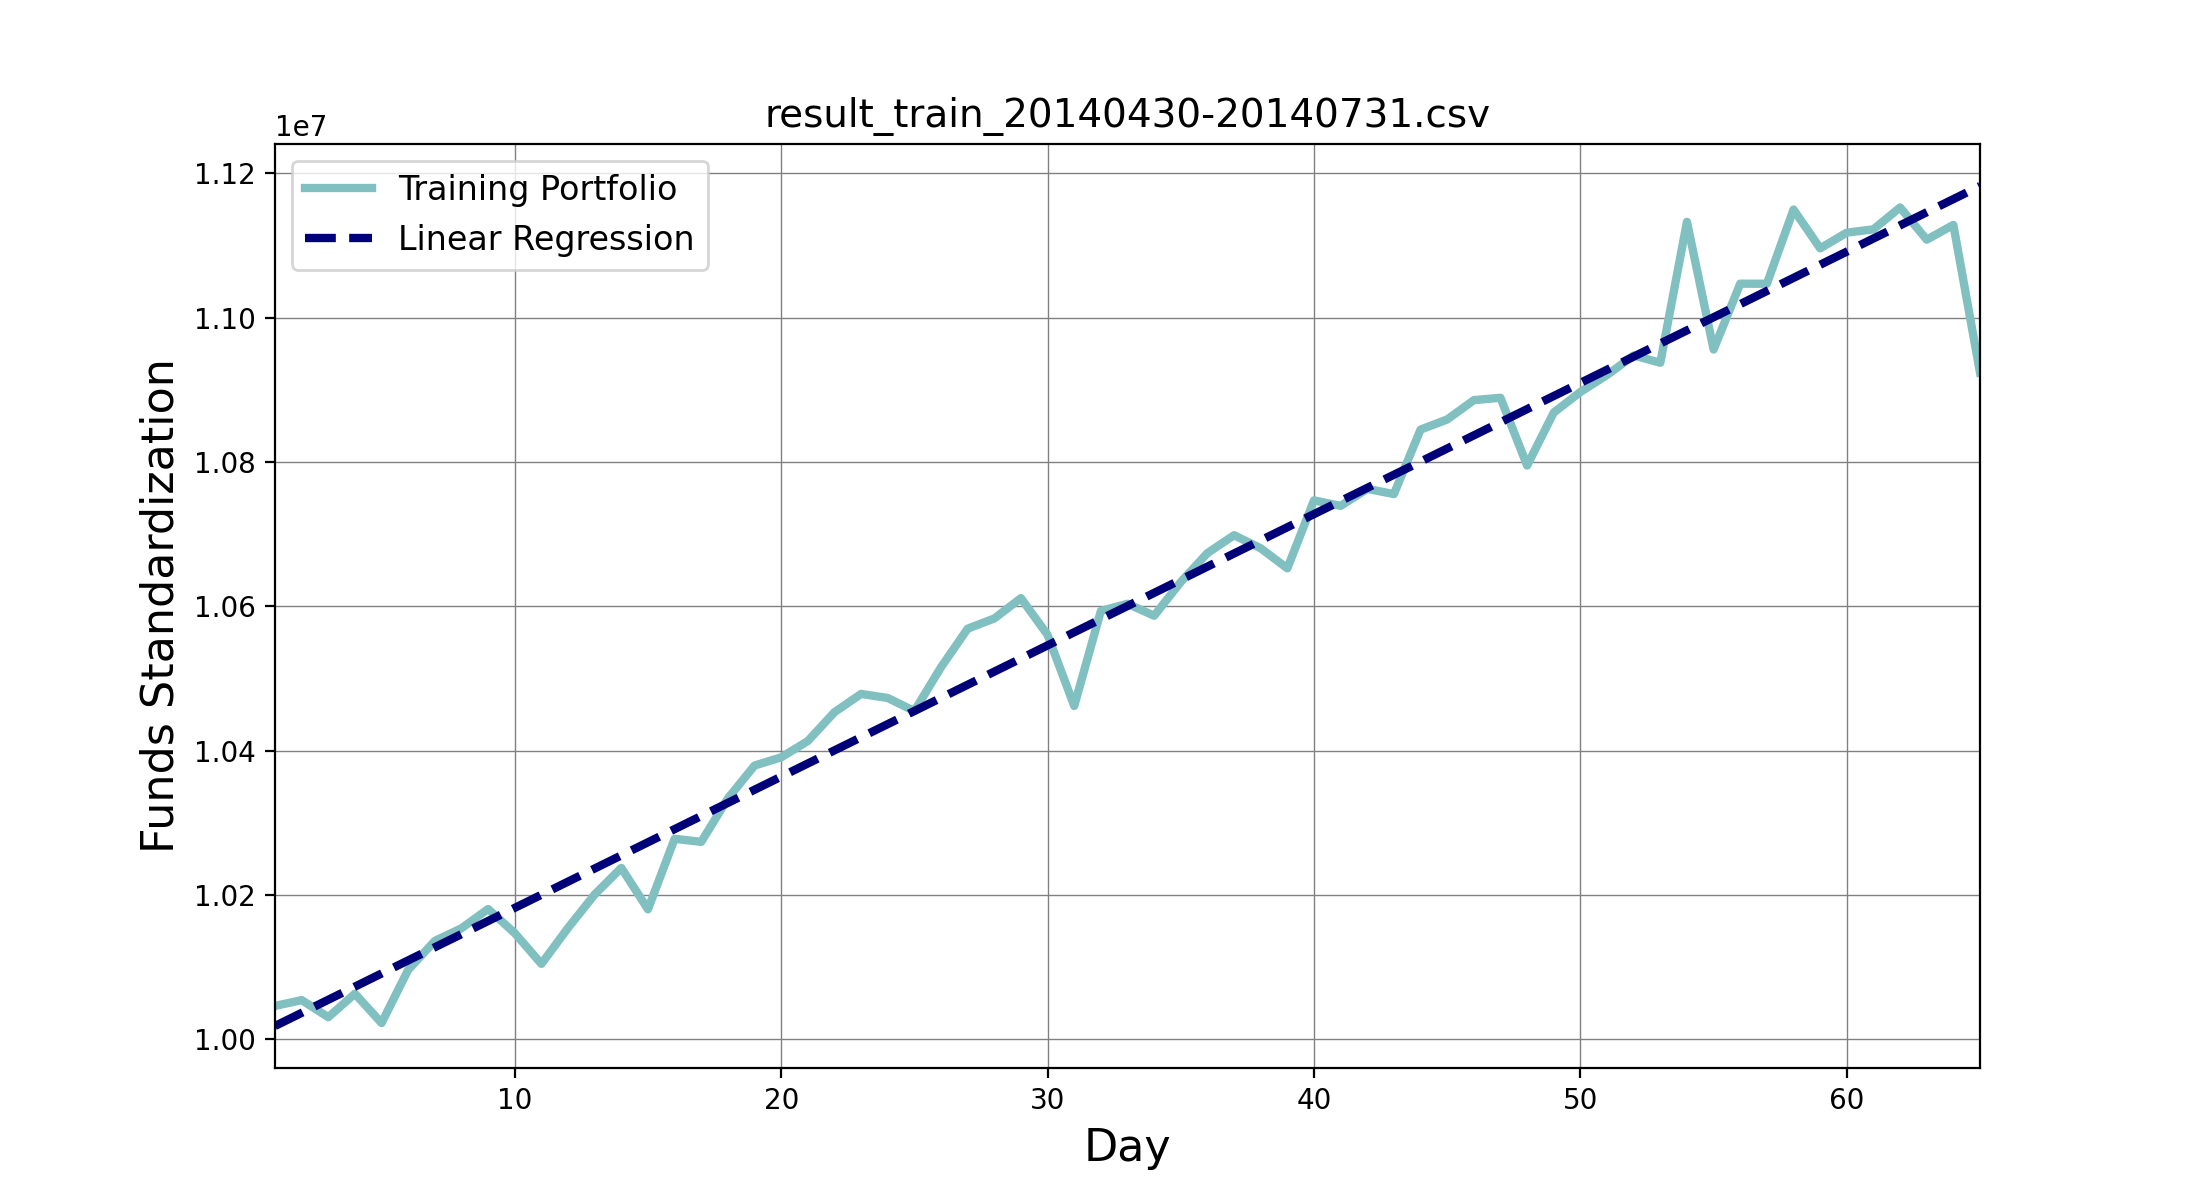 result_train_20140430-20140731.csv
1e7
Training Portfolio
Linear Regression
1.12
1.10
1.08
1.06
1.04
1.02
1.00
Funds Standardization
10 20 30 40 50 60
Day